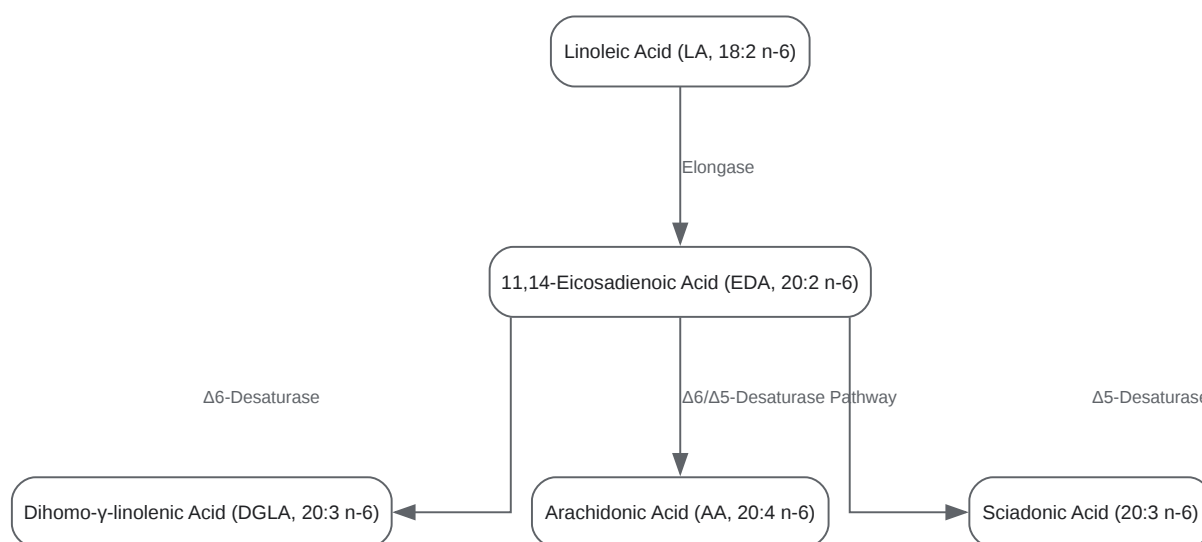 Linoleic Acid (LA, 18:2 n-6)
Elongase
11,14-Eicosadienoic Acid (EDA, 20:2 n-6)
Δ6-Desaturase
Δ6/Δ5-Desaturase Pathway
Δ5-Desaturase
Dihomo-γ-linolenic Acid (DGLA, 20:3 n-6)
Arachidonic Acid (AA, 20:4 n-6)
Sciadonic Acid (20:3 n-6)